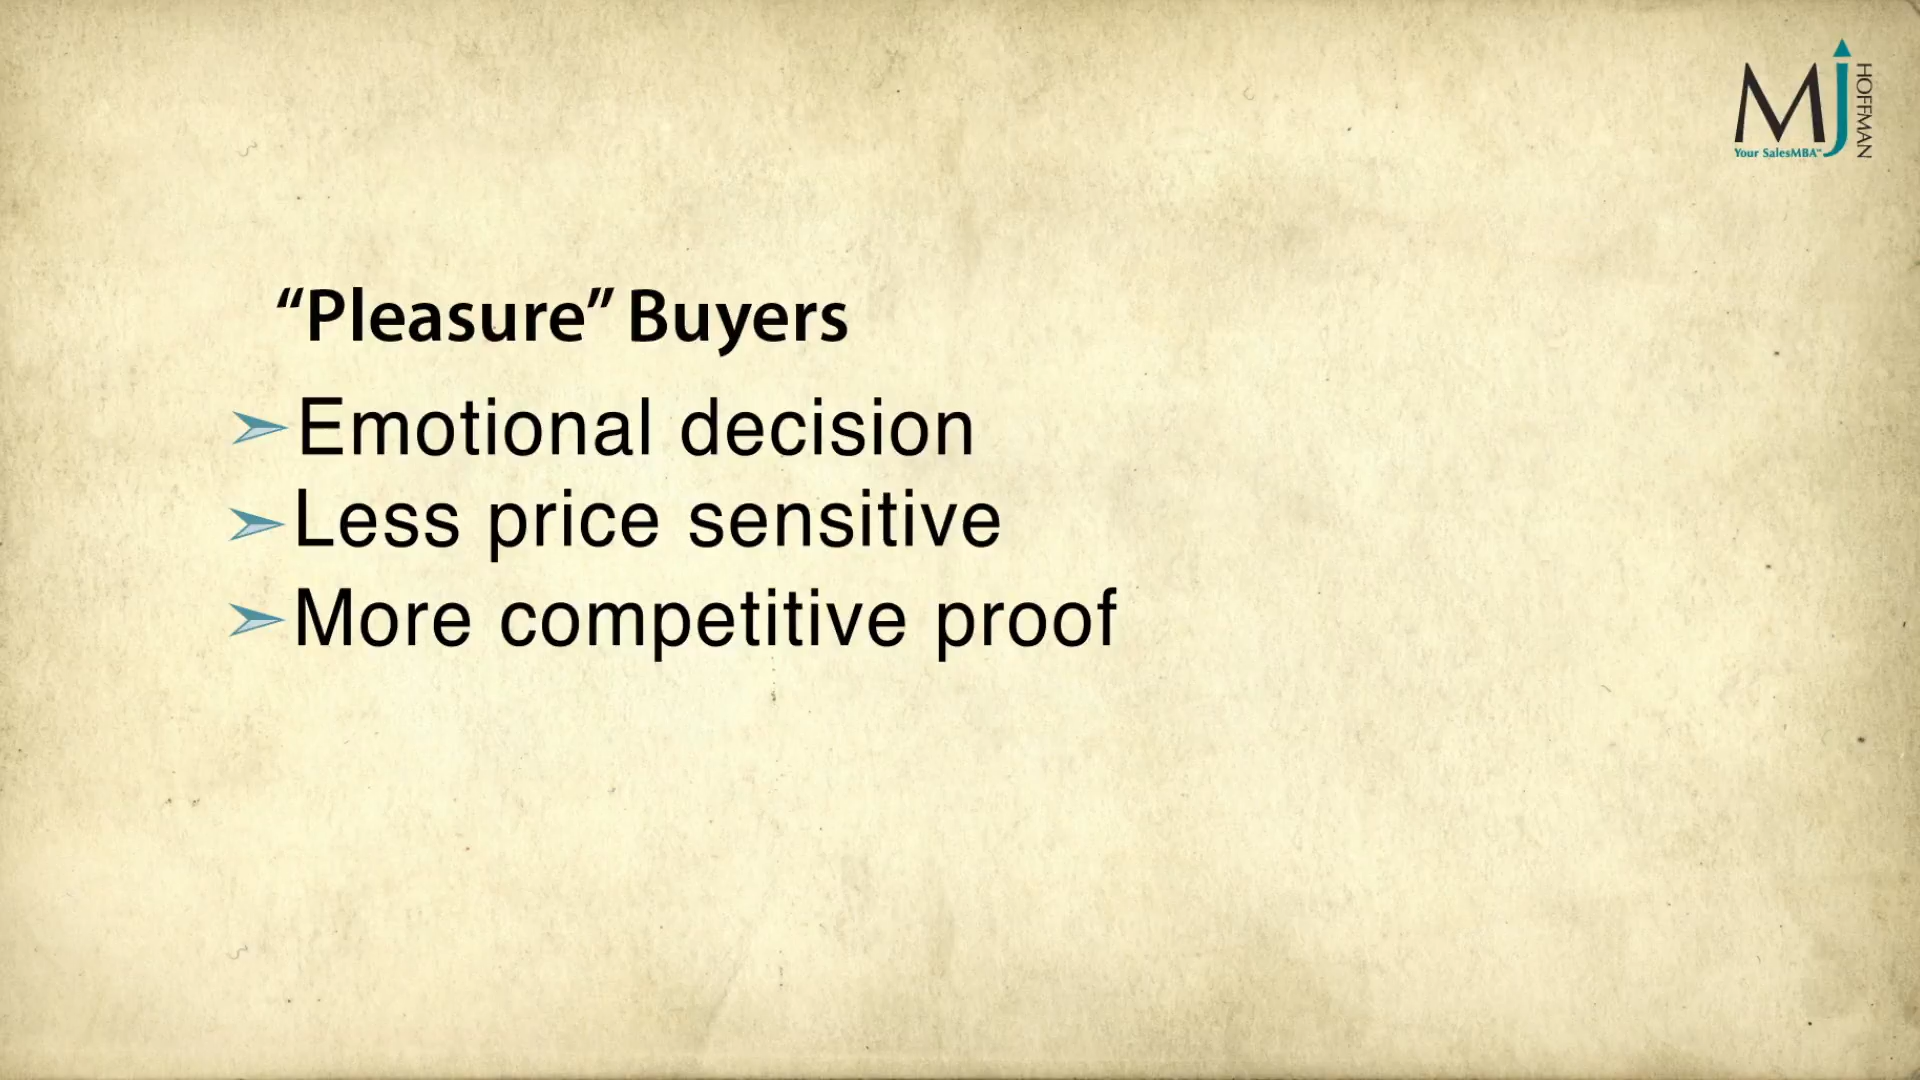 MJ
HOFFMAN
Your SalesMBA™
“Pleasure” Buyers
➢ Emotional decision
➢ Less price sensitive
➢ More competitive proof